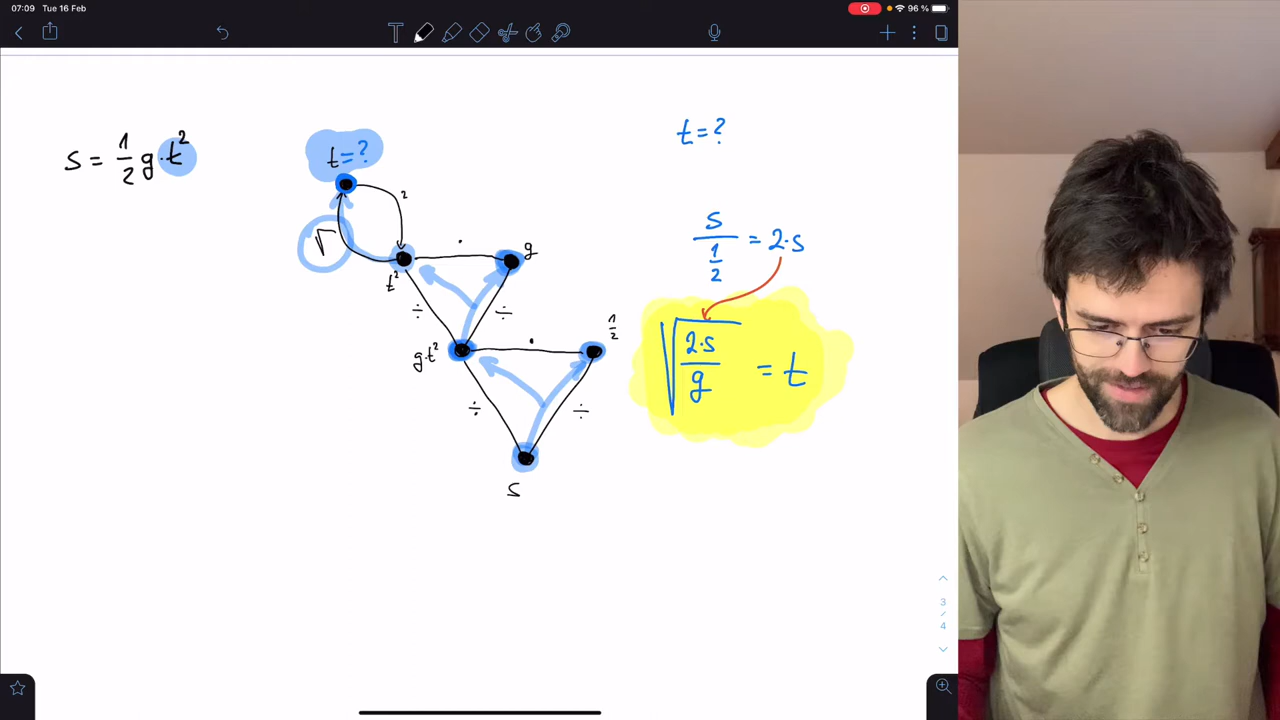 07:09 Tue 16 Feb
96 %
T
s = 1/2 g·t²
t=?
2
√
·
g
t²
÷ ÷
1/2
g·t²
·
÷ ÷
s
t=?
s / 1/2 = 2·s
√(2·s / g) = t
3
/
4